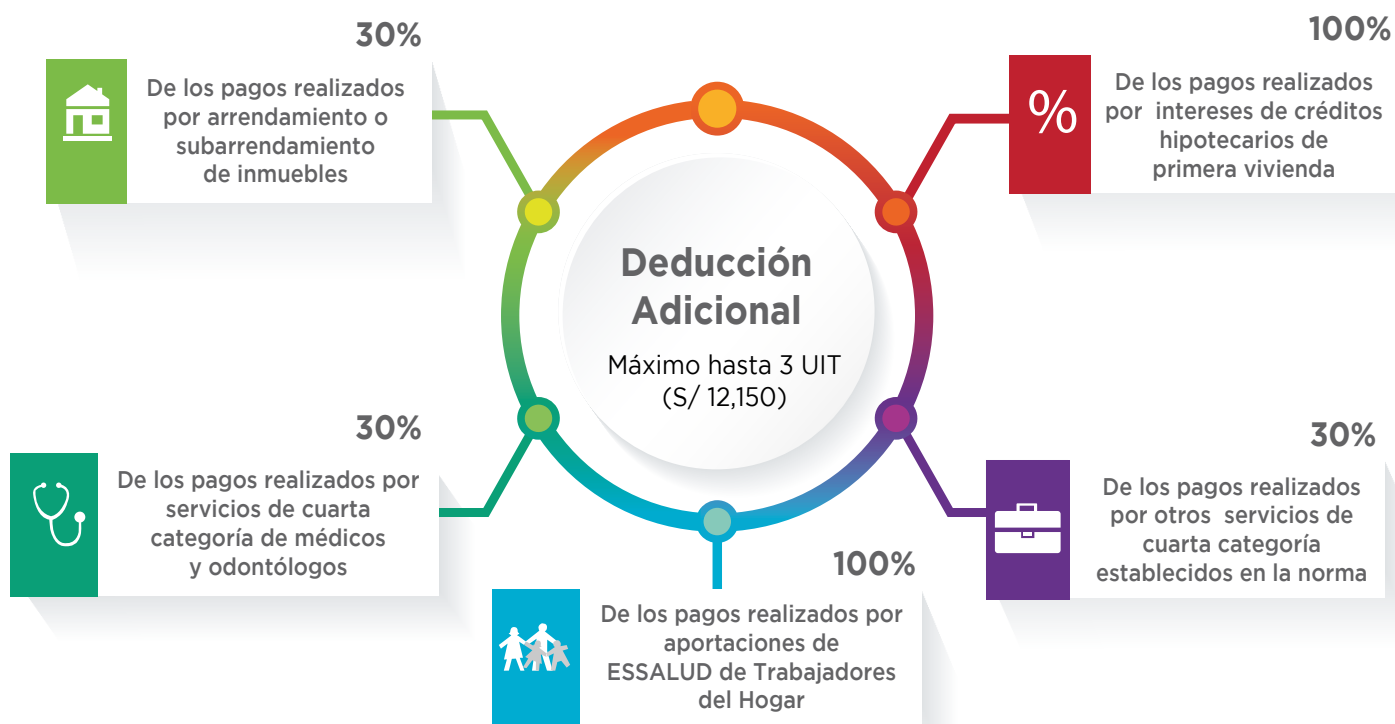 30%
De los pagos realizados
por arrendamiento o
subarrendamiento
de inmuebles
100%
%
De los pagos realizados
por intereses de créditos
hipotecarios de
primera vivienda
Deducción
Adicional
Máximo hasta 3 UIT
(S/ 12,150)
30%
De los pagos realizados por
servicios de cuarta
categoría de médicos
y odontólogos
30%
De los pagos realizados
por otros servicios de
cuarta categoría
establecidos en la norma
100%
De los pagos realizados por
aportaciones de
ESSALUD de Trabajadores
del Hogar